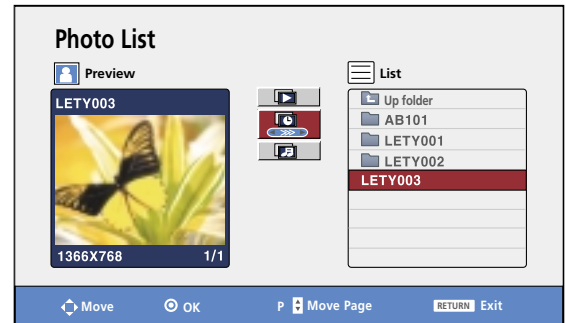 Photo List
Preview
LETY003
1366X768 1/1
List
Up folder
AB101
LETY001
LETY002
LETY003
Move OK P Move Page RETURN Exit